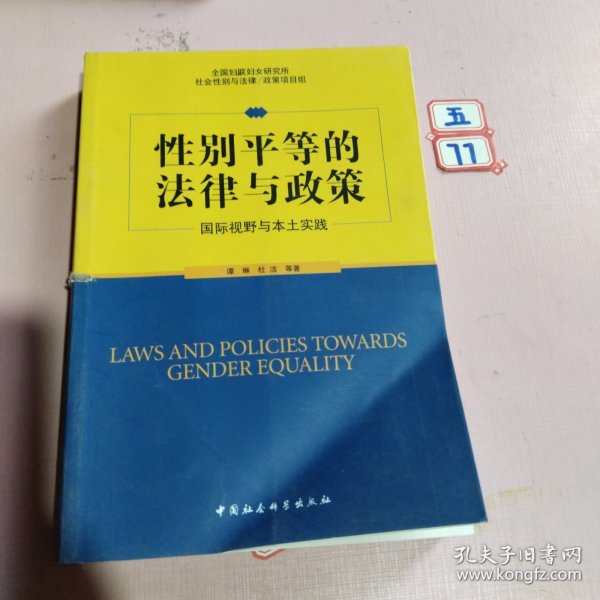 全国妇联妇女研究所
社会性别与法律/政策项目组
性别平等的
法律与政策
国际视野与本土实践
谭 琳 杜 洁 等著
LAWS AND POLICIES TOWARDS
GENDER EQUALITY
中国社会科学出版社
五
77
孔夫子旧书网
www.kongfz.com